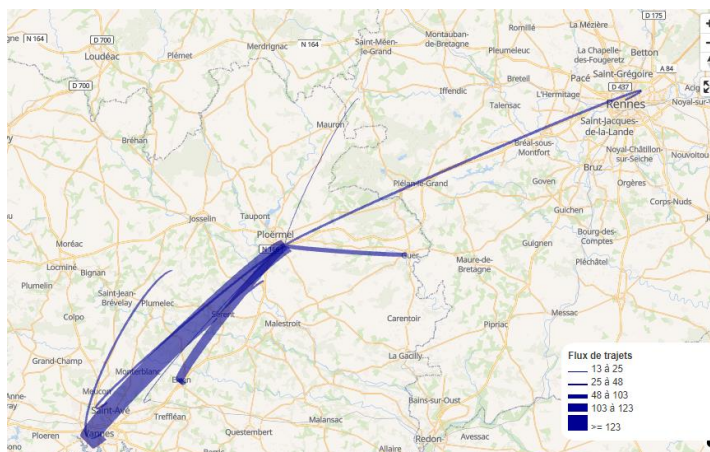 D 175
La Mézière
Romillé
N 164
D 700
Merdrignac
N 164
Saint-Méen-
le-Grand
Montauban-
de-Bretagne
Pleumeleuc
La Chapelle-
des-Fougeretz
Betton
Loudéac
Plémet
A 84
Pacé
Saint-Grégoire
Breteil
D 700
Iffendic
L'Hermitage
D 437
Acig
Talensac
Rennes
Noyal-sur-
Mauron
Saint-Jacques-
de-la-Lande
Bréhan
Bréal-sous-
Montfort
Noyal-Châtillon-
sur-Seiche
Nouvoitou
Bruz
Plélan-le-Grand
Goven
Orgères
Josselin
Taupont
Guichen
Corps-Nuds
Ploërmel
Bourg-des-
Comptes
Moréac
Guer
Guignen
Maure-de-
Bretagne
Pléchâtel
Locminé
Bignan
Plumelin
Saint-Jean-
Brévelay
Plumelec
Messac
Colpo
Sérent
Malestroit
Carentoir
Pipriac
Grand-Champ
Monterblanc
La Gacilly
Meucon
Elven
Saint-Avé
Treffléan
Bains-sur-Oust
Malansac
Ploeren
Vannes
Questembert
Allaire
Redon
Avessac
Flux de trajets
13 à 25
25 à 48
48 à 103
103 à 123
>= 123